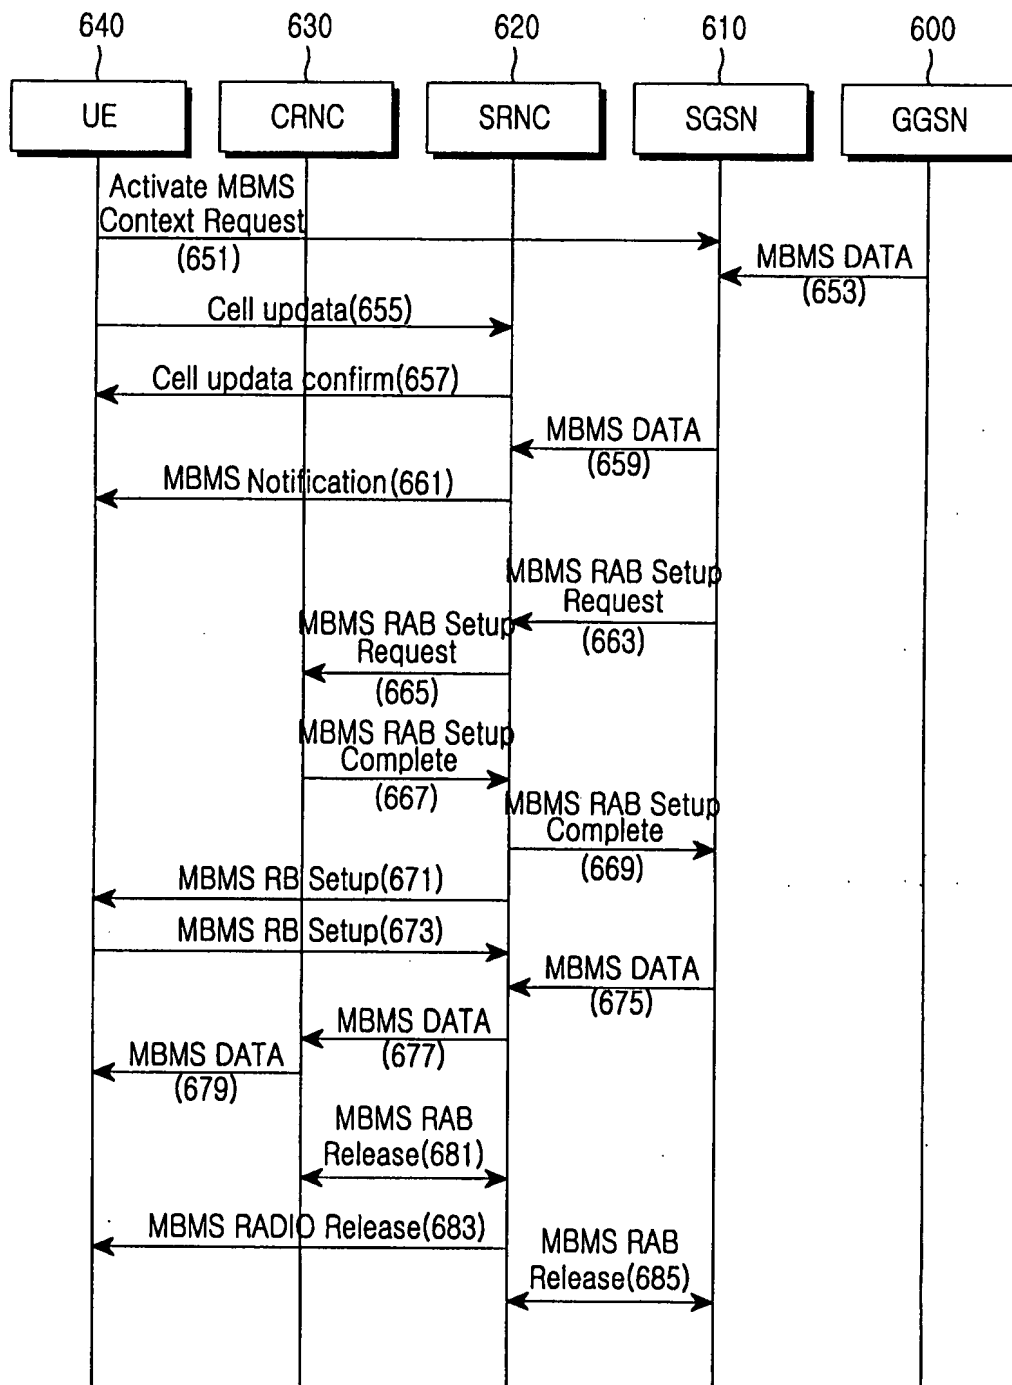 640 630 620 610 600
UE CRNC SRNC SGSN GGSN
Activate MBMS
Context Request
(651)
MBMS DATA
(653)
Cell updata(655)
Cell updata confirm(657)
MBMS DATA
(659)
MBMS Notification(661)
MBMS RAB Setup
Request
(663)
MBMS RAB Setup
Request
(665)
MBMS RAB Setup
Complete
(667)
MBMS RAB Setup
Complete
(669)
MBMS RB Setup(671)
MBMS RB Setup(673)
MBMS DATA
(675)
MBMS DATA
(677)
MBMS DATA
(679)
MBMS RAB
Release(681)
MBMS RADIO Release(683)
MBMS RAB
Release(685)